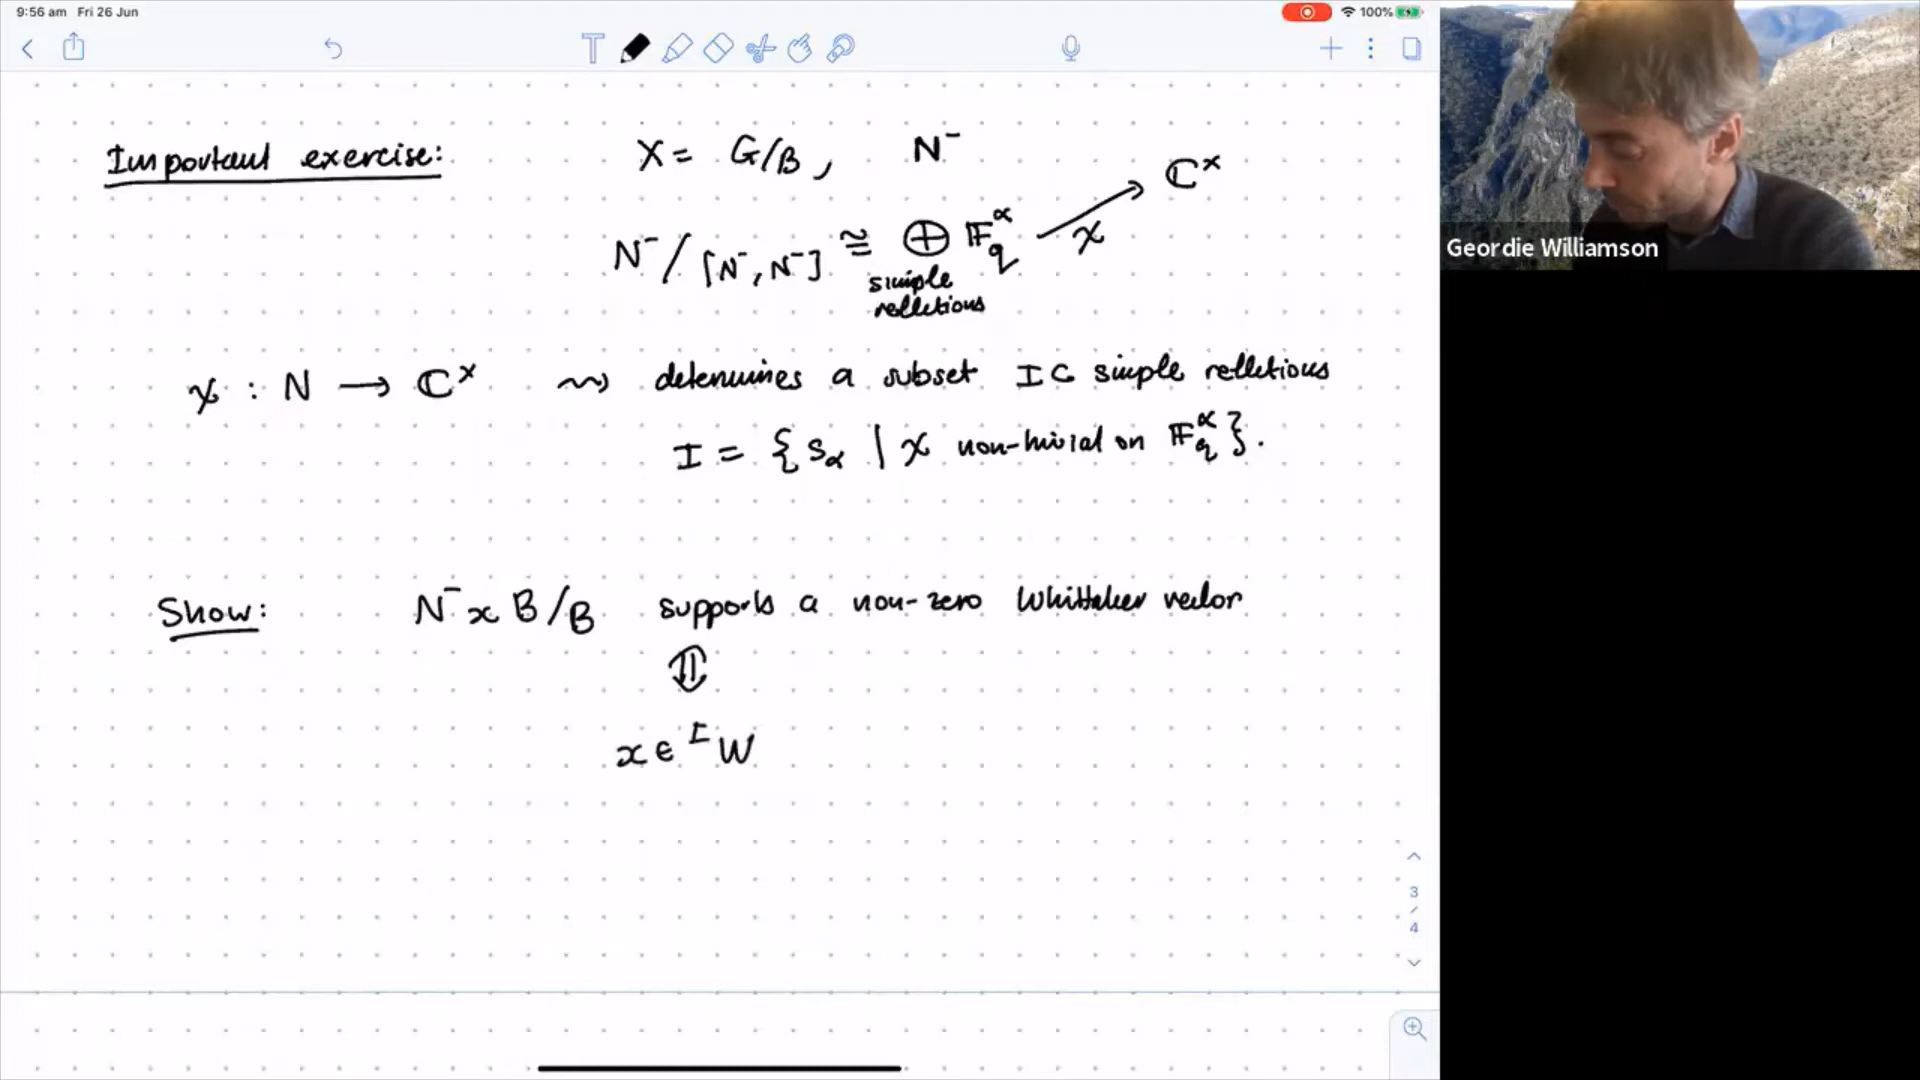 9:56 am Fri 26 Jun
100%
Important exercise: X = G/B, N⁻
N⁻/[N⁻, N⁻] ≅ ⊕ F_q^α χ ℂˣ
simple
reflections
χ : N → ℂˣ ⇝ determines a subset I ⊂ simple reflections
I = {s_α | χ non-trivial on F_q^α}.
Show: N⁻ x B/B supports a non-zero Whittaker vector
⇕
x ∈ ᴵW
Geordie Williamson
3
/
4